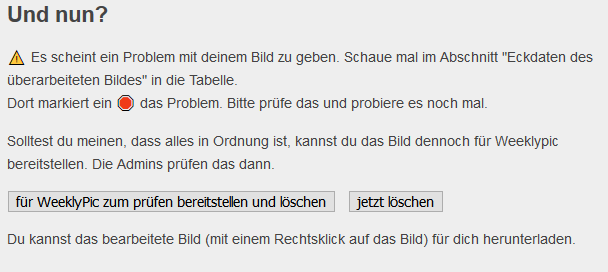 Und nun?
Es scheint ein Problem mit deinem Bild zu geben. Schaue mal im Abschnitt "Eckdaten des
überarbeiteten Bildes" in die Tabelle.
Dort markiert ein das Problem. Bitte prüfe das und probiere es noch mal.
Solltest du meinen, dass alles in Ordnung ist, kannst du das Bild dennoch für Weeklypic
bereitstellen. Die Admins prüfen das dann.
für WeeklyPic zum prüfen bereitstellen und löschen jetzt löschen
Du kannst das bearbeitete Bild (mit einem Rechtsklick auf das Bild) für dich herunterladen.